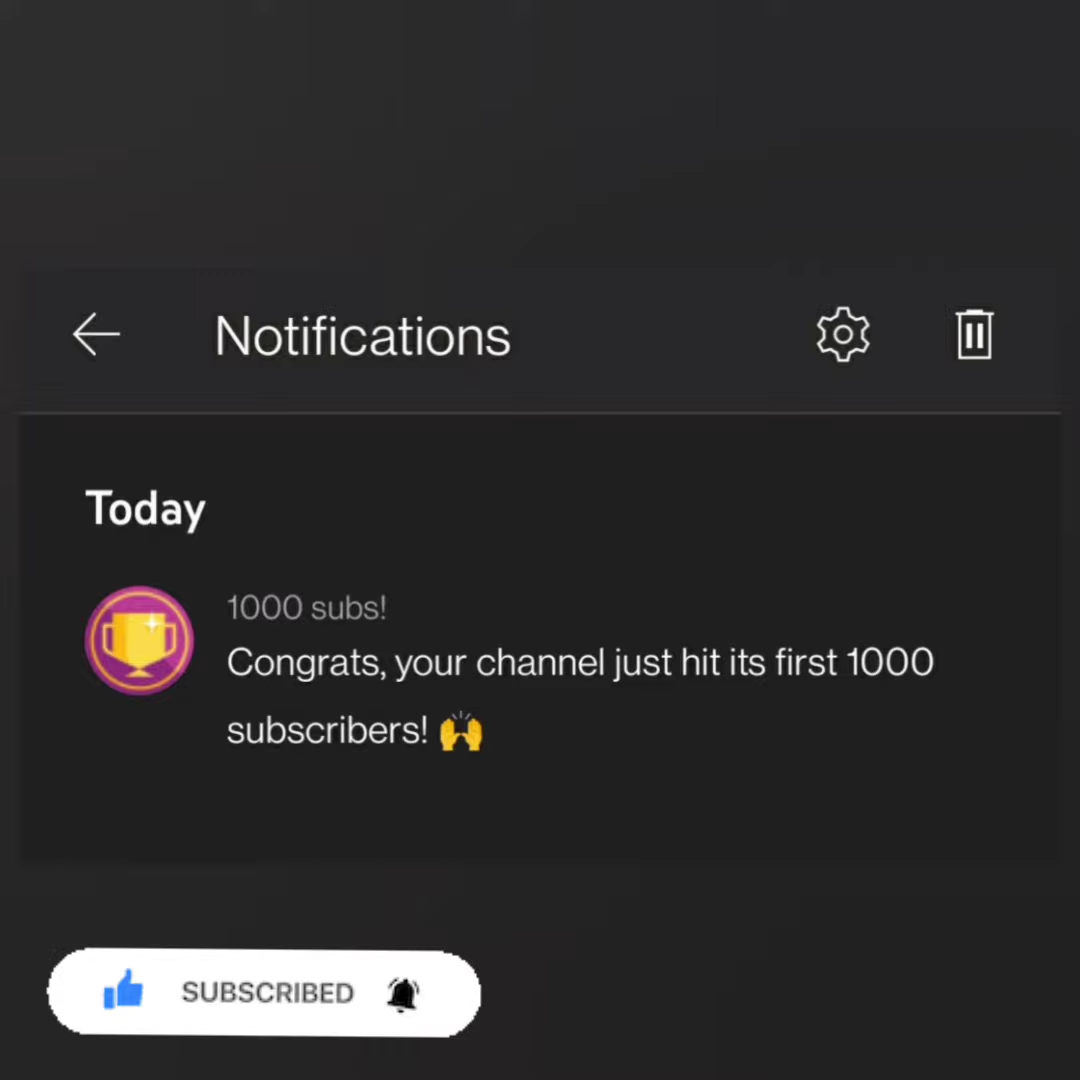 Notifications
Today
1000 subs!
Congrats, your channel just hit its first 1000
subscribers! 🙌
SUBSCRIBED